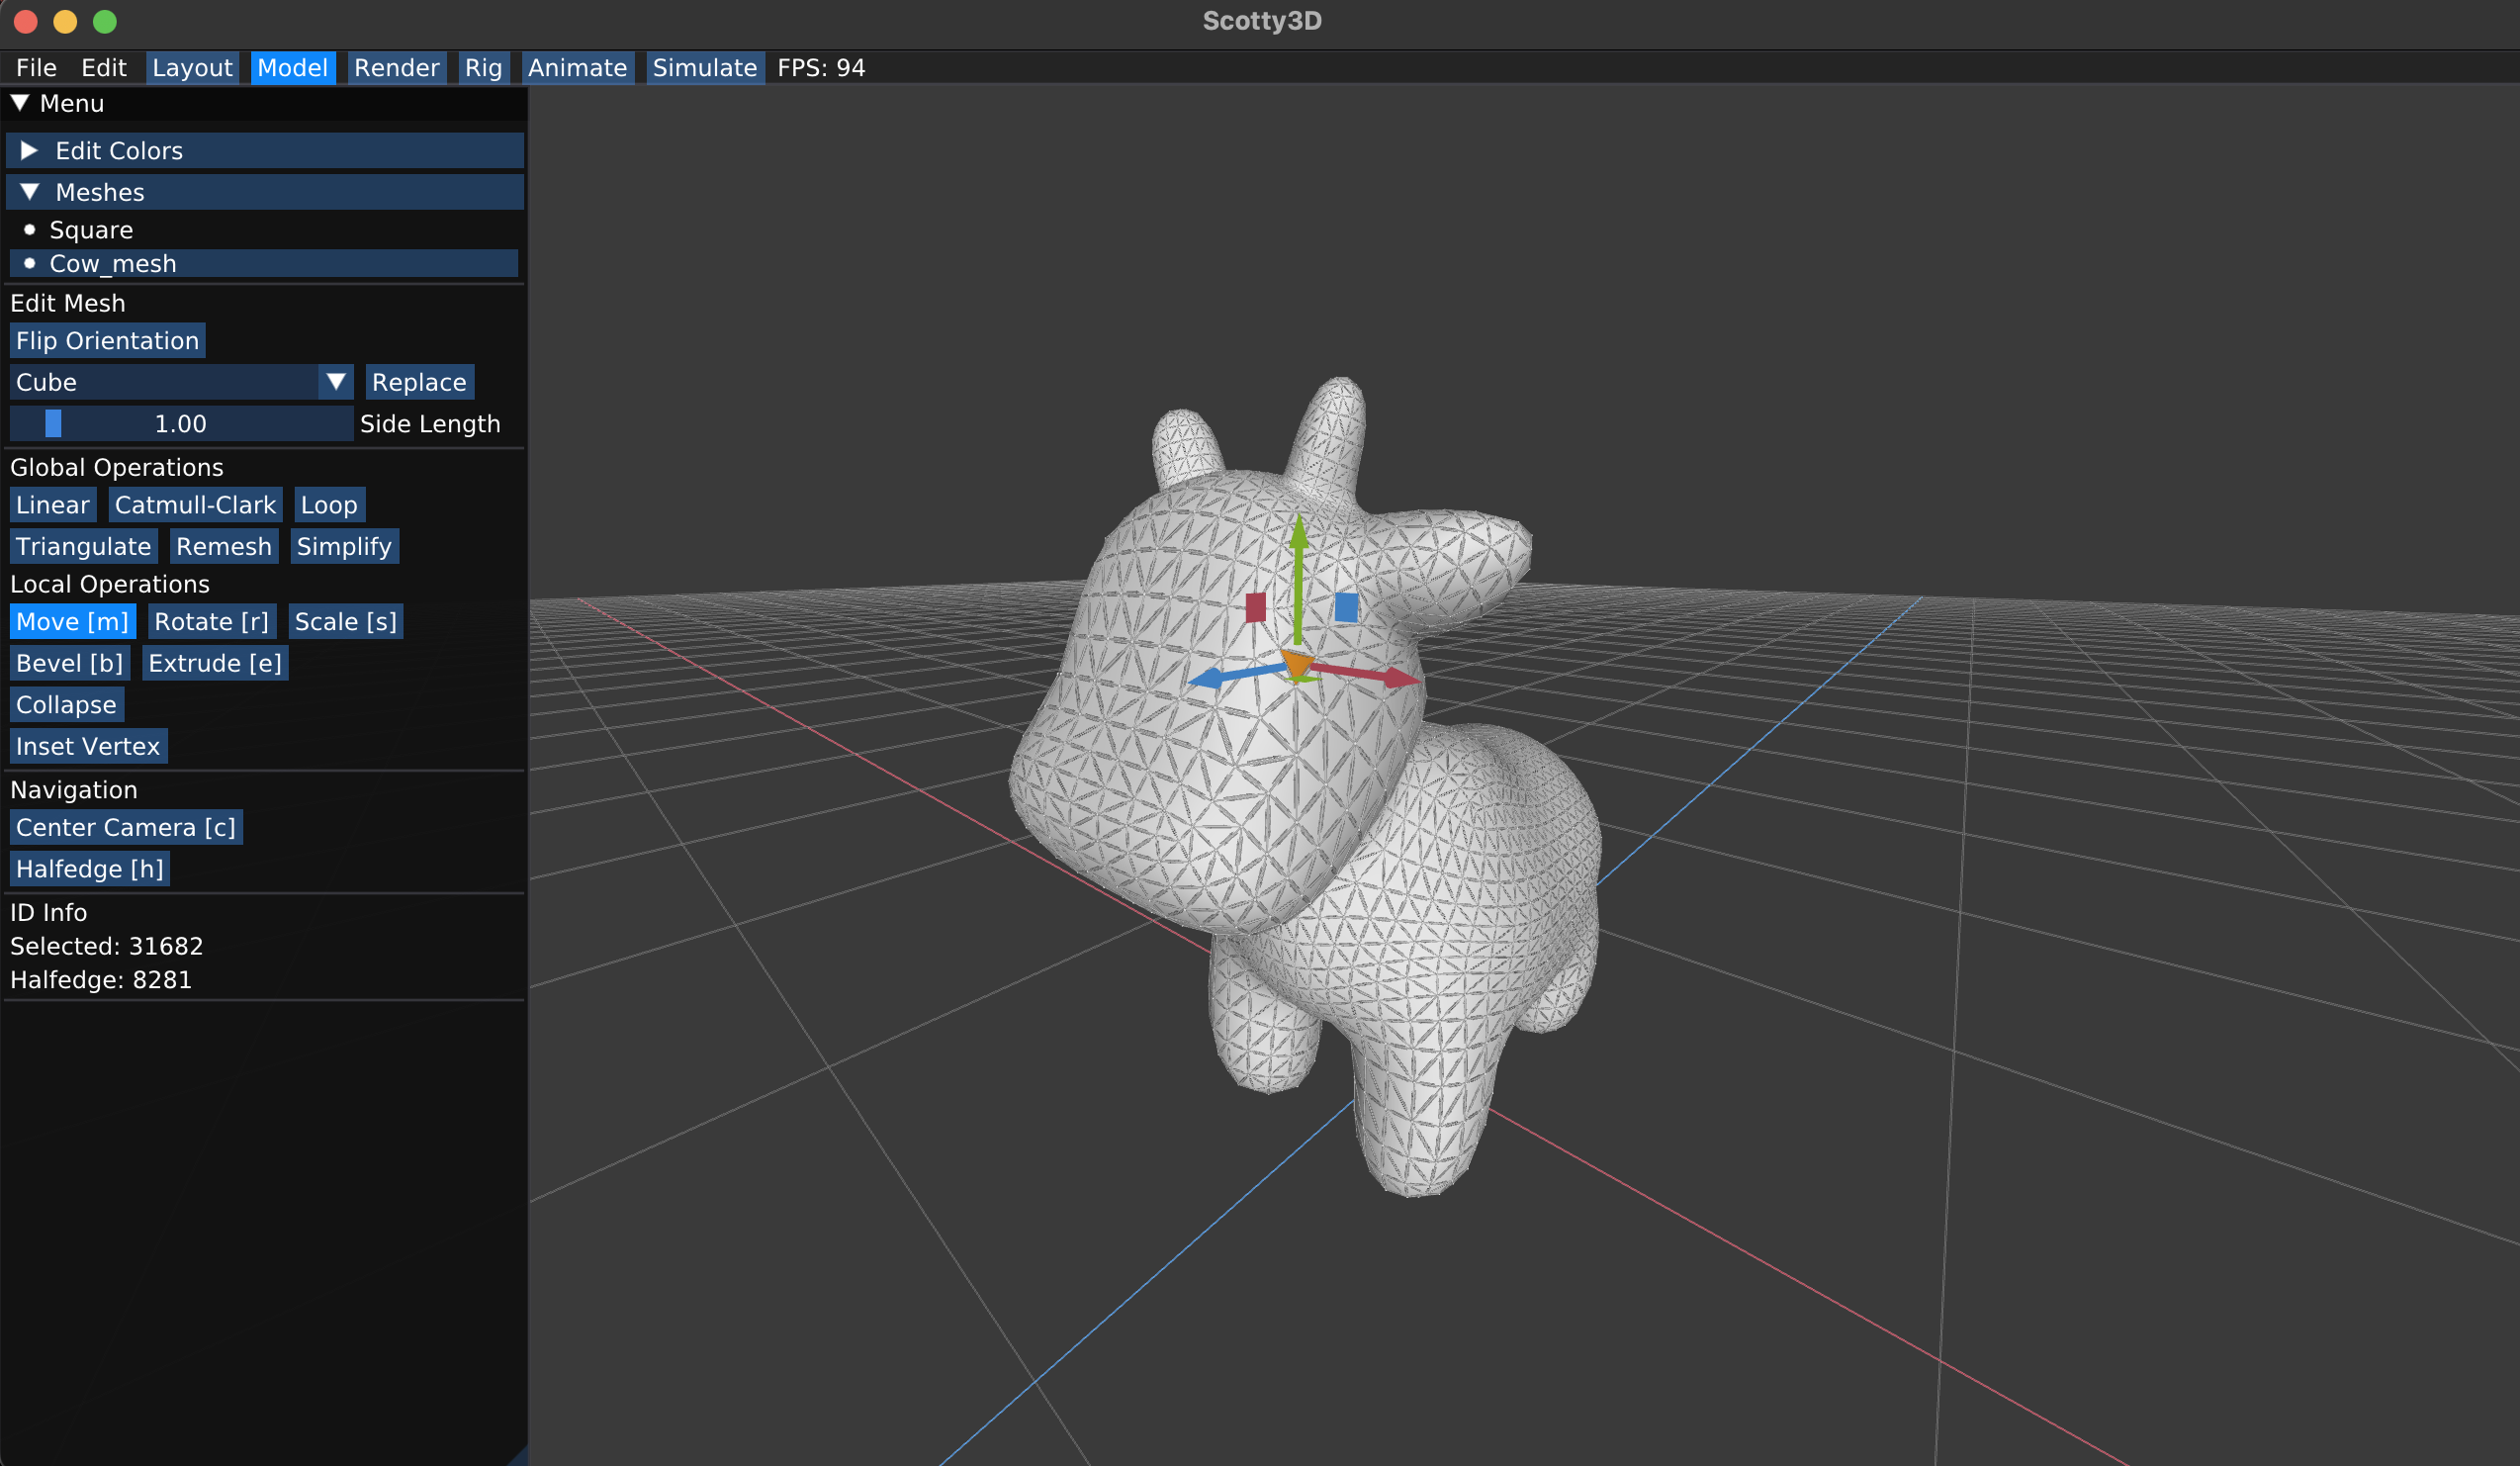 Scotty3D
File Edit Layout Model Render Rig Animate Simulate FPS: 94
Menu
Edit Colors
Meshes
Square
Cow_mesh
Edit Mesh
Flip Orientation
Cube Replace
1.00 Side Length
Global Operations
Linear Catmull-Clark Loop
Triangulate Remesh Simplify
Local Operations
Move [m] Rotate [r] Scale [s]
Bevel [b] Extrude [e]
Collapse
Inset Vertex
Navigation
Center Camera [c]
Halfedge [h]
ID Info
Selected: 31682
Halfedge: 8281